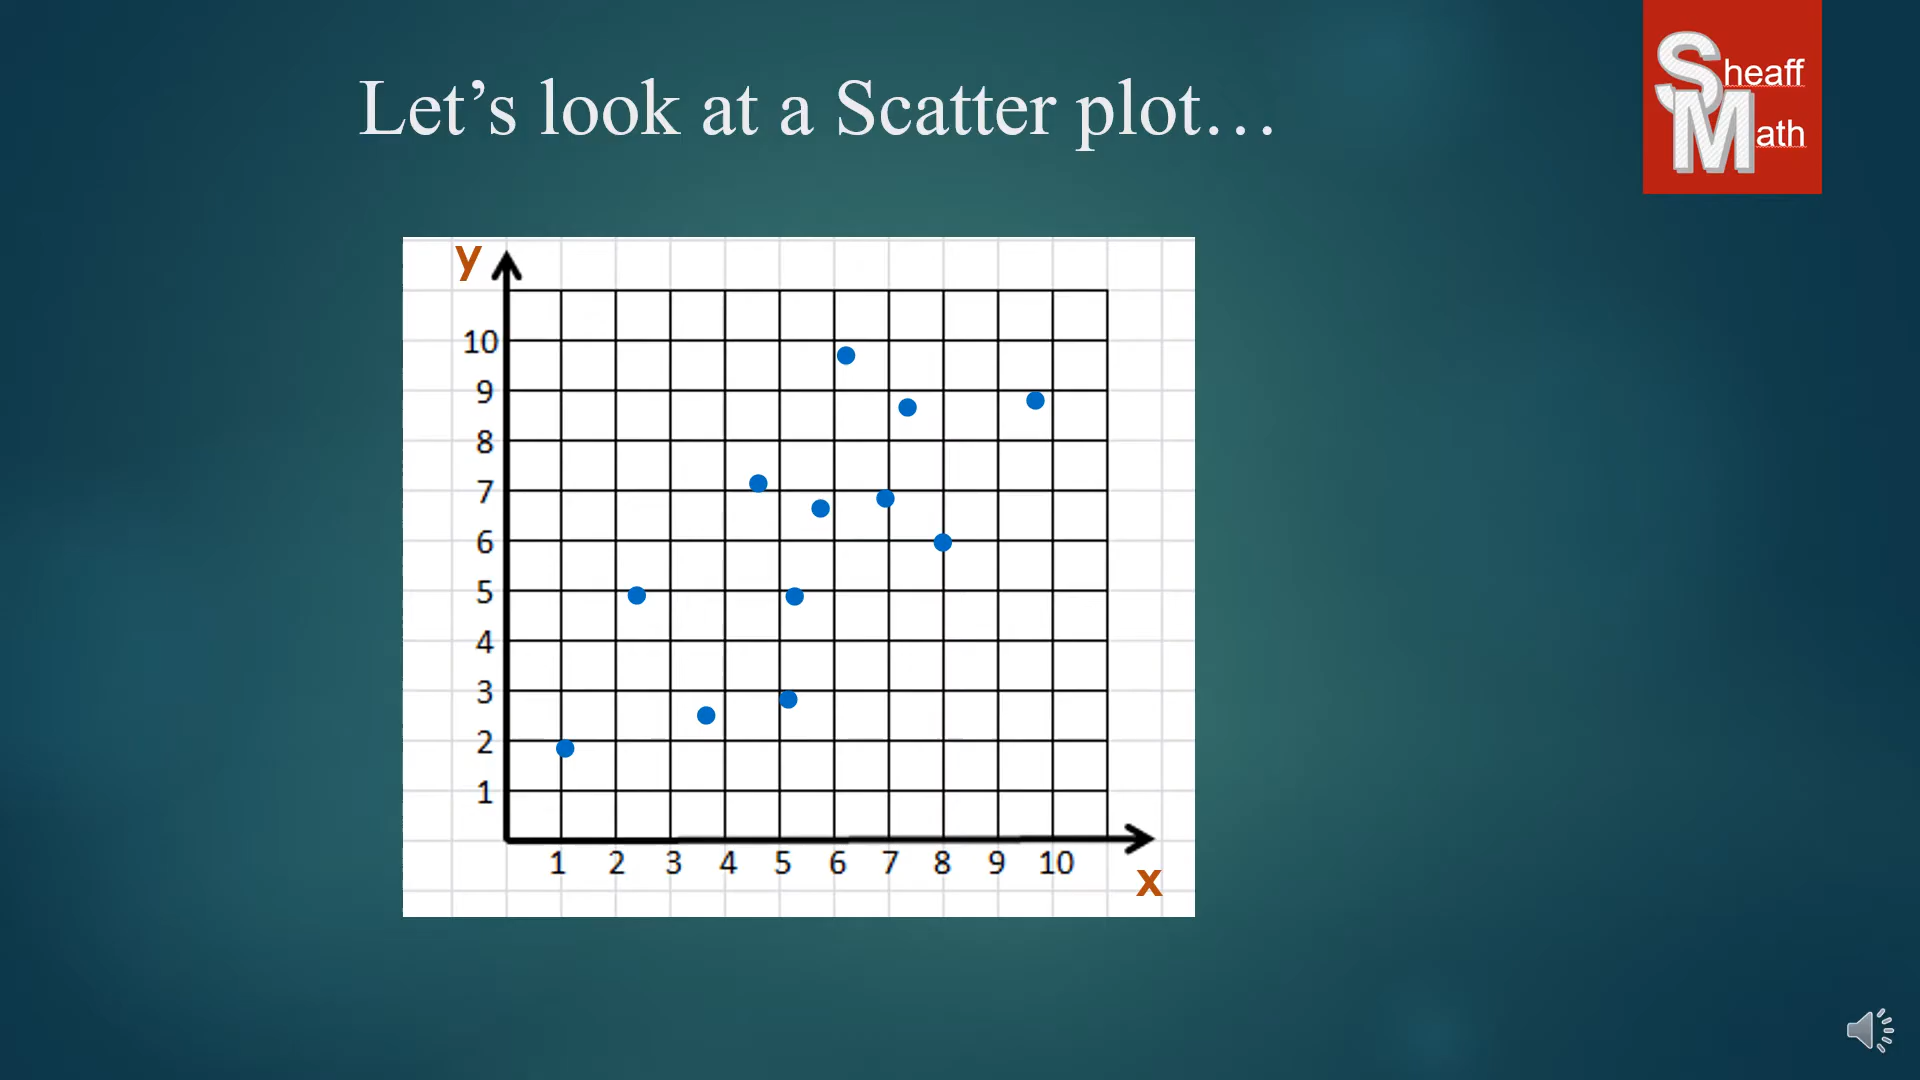 Let’s look at a Scatter plot…
Sheaff
Math
y
10
9
8
7
6
5
4
3
2
1
1 2 3 4 5 6 7 8 9 10
x